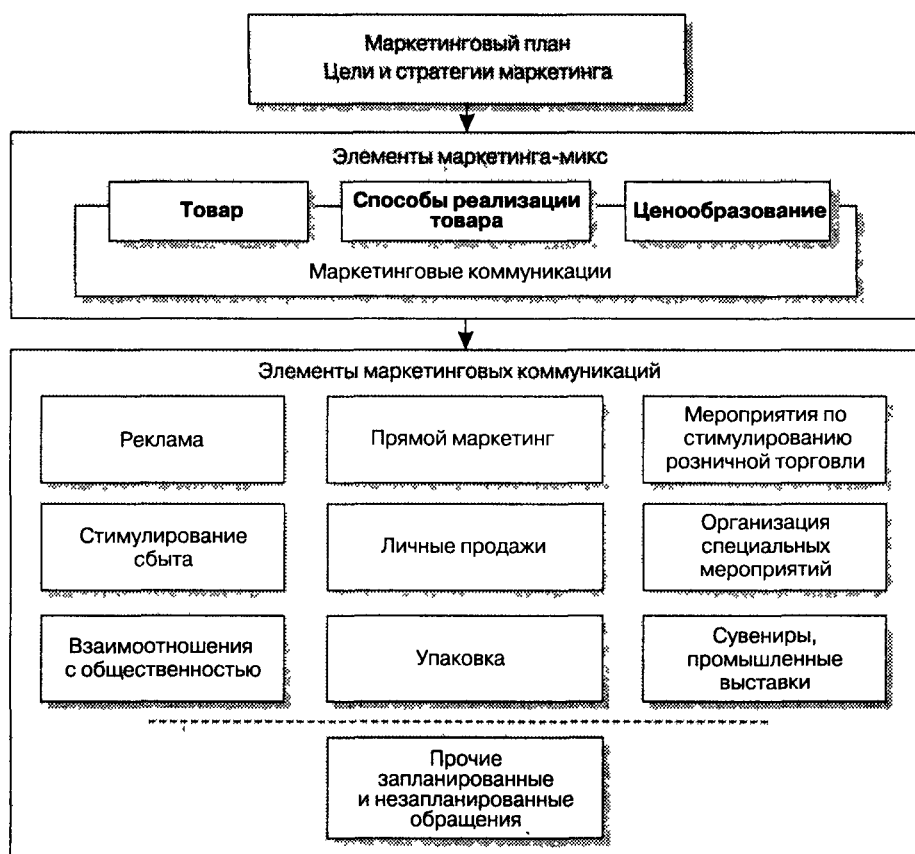 Маркетинговый план
Цели и стратегии маркетинга
Элементы маркетинга-микс
Товар
Способы реализации
товара
Ценообразование
Маркетинговые коммуникации
Элементы маркетинговых коммуникаций
Реклама
Прямой маркетинг
Мероприятия по
стимулированию
розничной торговли
Стимулирование
сбыта
Личные продажи
Организация
специальных
мероприятий
Взаимоотношения
с общественностью
Упаковка
Сувениры,
промышленные
выставки
Прочие
запланированные
и незапланированные
обращения